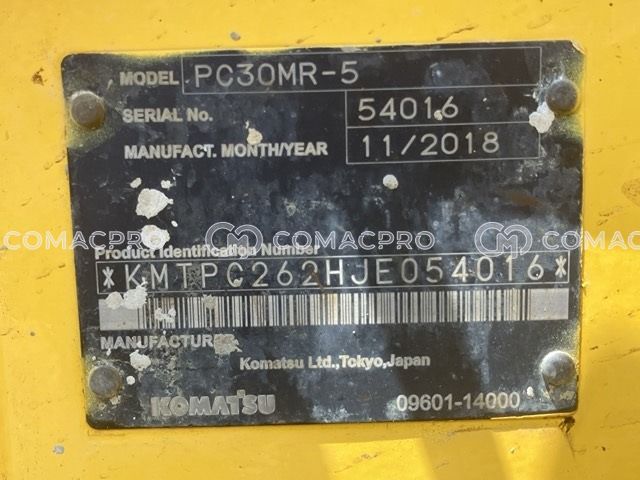 MODEL PC30MR-5
SERIAL No. 54016
MANUFACT. MONTH/YEAR 11/2018
COMACPRO COMACPRO
Product Identification Number
*KMTPC262HJE054016*
MANUFACTURER
Komatsu Ltd.,Tokyo,Japan
KOMATSU 09601-14000